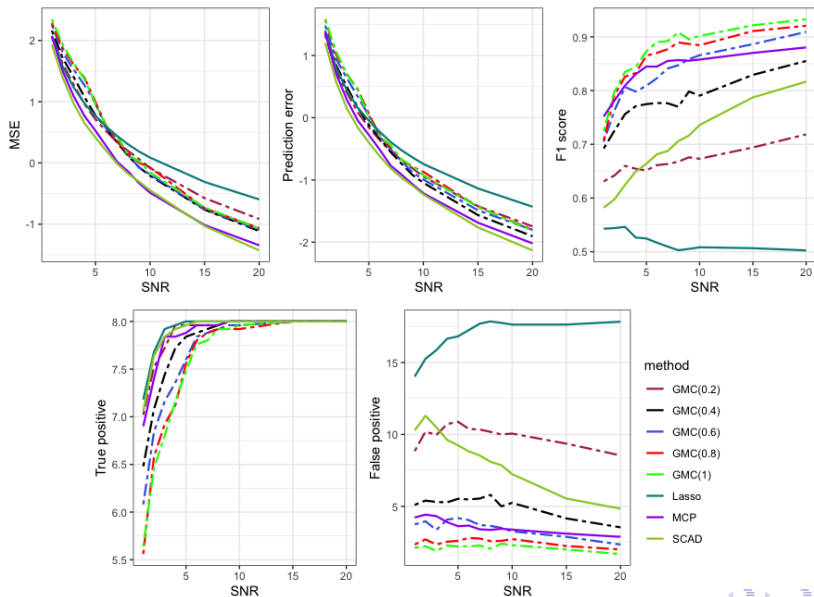 2
1
0
-1
MSE
5
10
15
20
SNR
1
0
-1
-2
Prediction error
5
10
15
20
SNR
0.9
0.8
0.7
0.6
0.5
F1 score
5
10
15
20
SNR
8.0
7.5
7.0
6.5
6.0
5.5
True positive
5
10
15
20
SNR
15
10
5
False positive
5
10
15
20
SNR
method
GMC(0.2)
GMC(0.4)
GMC(0.6)
GMC(0.8)
GMC(1)
Lasso
MCP
SCAD